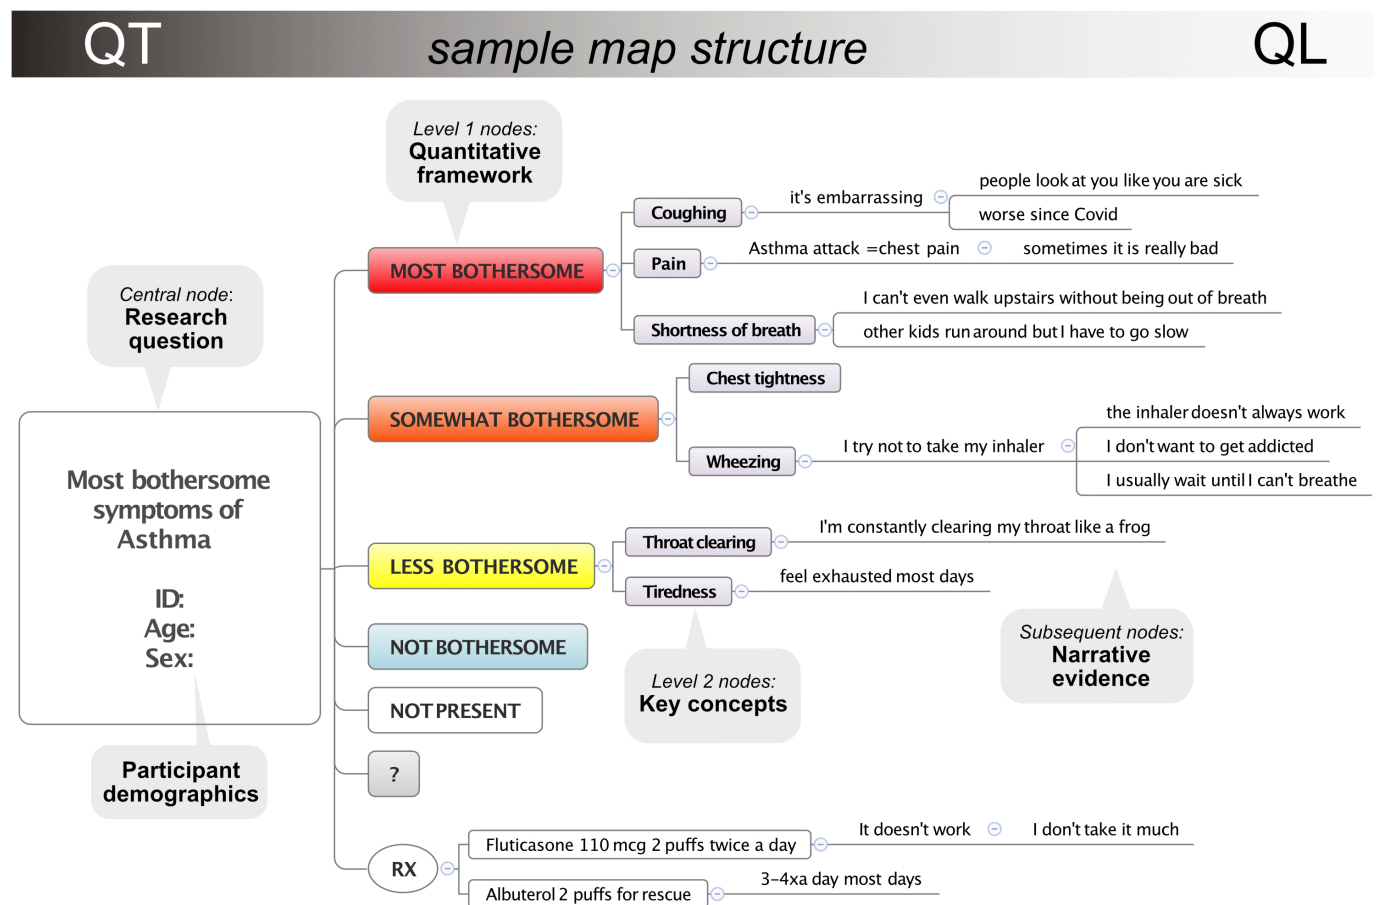 QT
sample map structure
QL
Level 1 nodes:
Quantitative
framework
Central node:
Research
question
Most bothersome
symptoms of
Asthma
ID:
Age:
Sex:
Participant
demographics
MOST BOTHERSOME
Coughing
it's embarrassing
people look at you like you are sick
worse since Covid
Pain
Asthma attack =chest pain
sometimes it is really bad
Shortness of breath
I can't even walk upstairs without being out of breath
other kids run around but I have to go slow
SOMEWHAT BOTHERSOME
Chest tightness
Wheezing
I try not to take my inhaler
the inhaler doesn't always work
I don't want to get addicted
I usually wait until I can't breathe
LESS BOTHERSOME
Throat clearing
I'm constantly clearing my throat like a frog
Tiredness
feel exhausted most days
NOT BOTHERSOME
NOT PRESENT
?
Level 2 nodes:
Key concepts
Subsequent nodes:
Narrative
evidence
RX
Fluticasone 110 mcg 2 puffs twice a day
It doesn't work
I don't take it much
Albuterol 2 puffs for rescue
3-4xa day most days